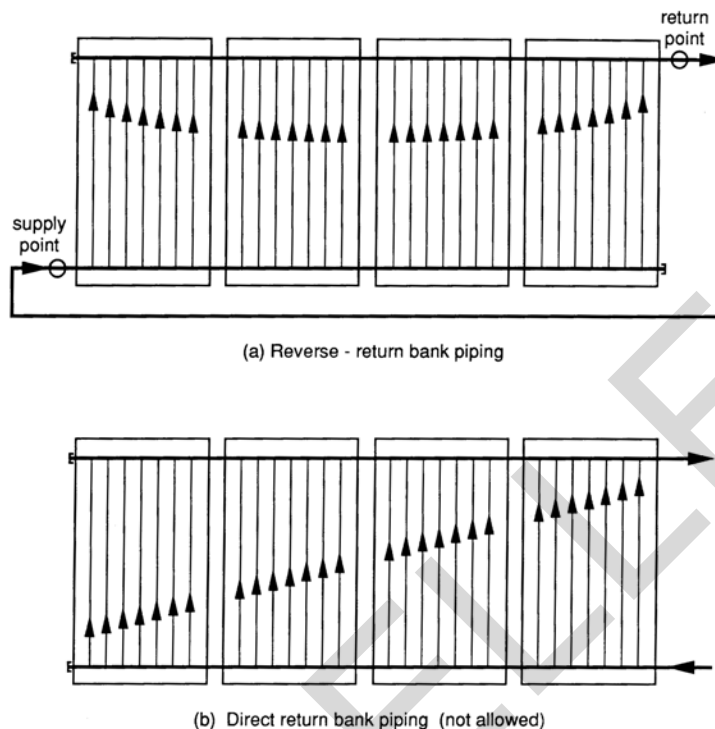 return
point
supply
point
(a) Reverse - return bank piping
(b) Direct return bank piping (not allowed)